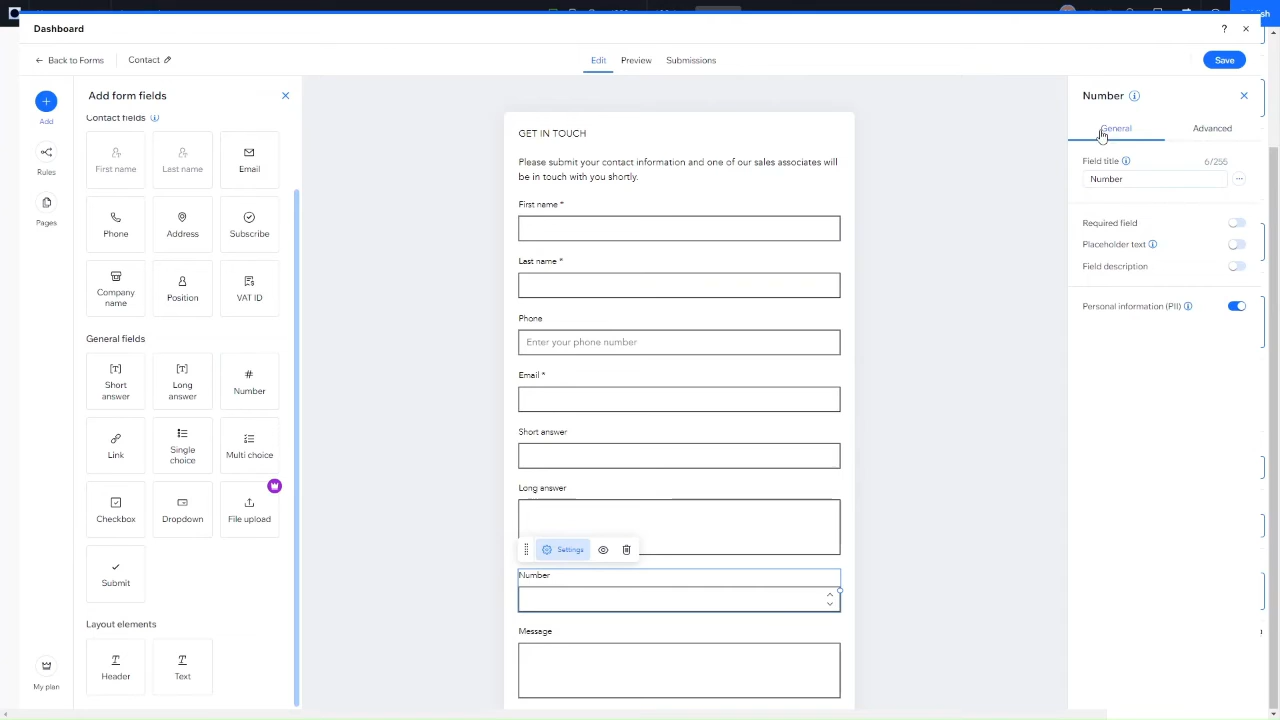 Dashboard
?
Back to Forms
Contact
Edit
Preview
Submissions
Save
Add
Rules
Pages
My plan
Add form fields
Contact fields
First name
Last name
Email
Phone
Address
Subscribe
Company name
Position
VAT ID
General fields
Short answer
Long answer
Number
Link
Single choice
Multi choice
Checkbox
Dropdown
File upload
Submit
Layout elements
Header
Text
GET IN TOUCH
Please submit your contact information and one of our sales associates will
be in touch with you shortly.
First name *
Last name *
Phone
Enter your phone number
Email *
Short answer
Long answer
Settings
Number
Message
Number
General
Advanced
Field title
6/255
Number
Required field
Placeholder text
Field description
Personal information (PII)